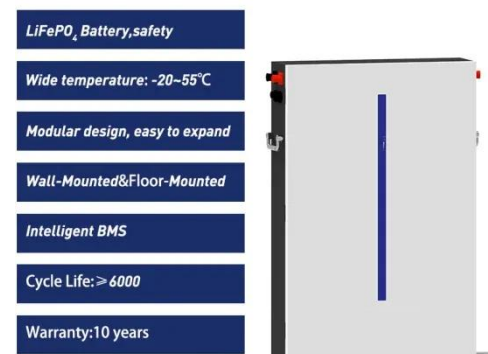 LiFePO₄ Battery,safety
Wide temperature: -20~55℃
Modular design, easy to expand
Wall-Mounted&Floor-Mounted
Intelligent BMS
Cycle Life:≥6000
Warranty:10 years